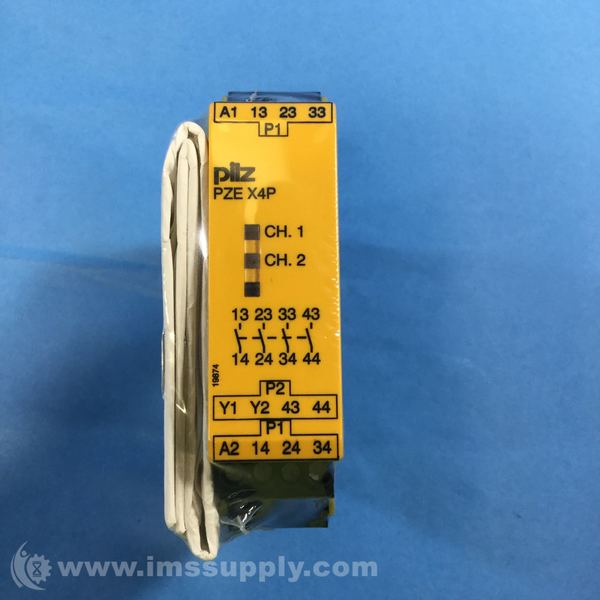 A1 13 23 33
P1
pilz
PZE X4P
CH. 1
CH. 2
13 23 33 43
14 24 34 44
19874
P2
Y1 Y2 43 44
P1
A2 14 24 34
© www.imssupply.com